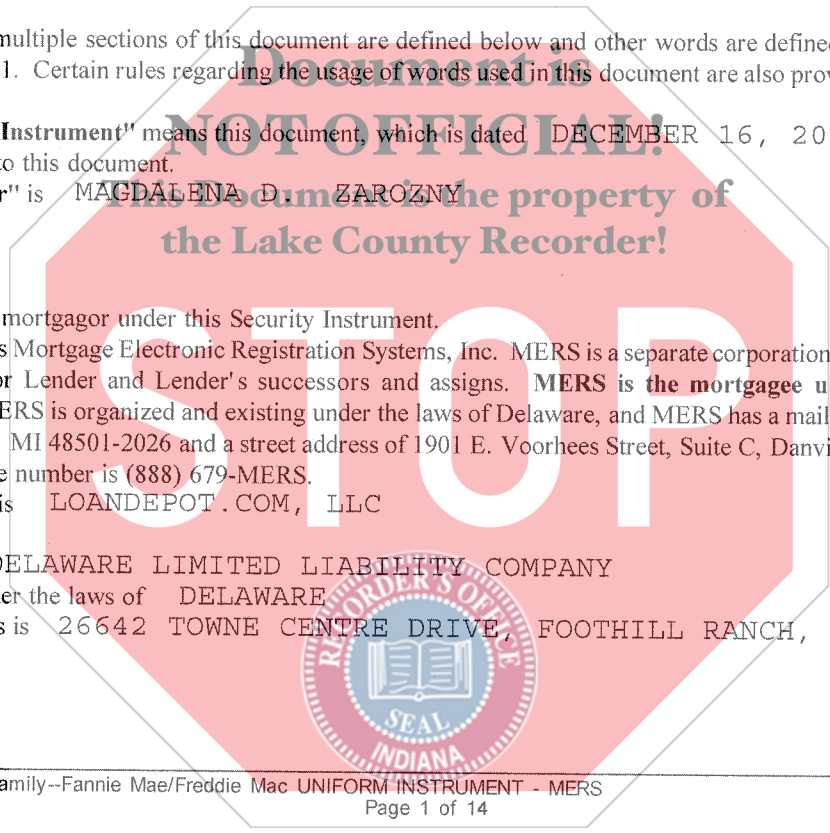 multiple sections of this document are defined below and other words are defined
1. Certain rules regarding the usage of words used in this document are also prov
Document is
Instrument" means this document, which is dated DECEMBER 16, 20
NOT OFFICIAL!
to this document.
r" is MAGDALENA D. ZAROZNY
This Document is the property of
the Lake County Recorder!
STOP
mortgagor under this Security Instrument.
s Mortgage Electronic Registration Systems, Inc. MERS is a separate corporation
or Lender and Lender's successors and assigns. MERS is the mortgagee u
ERS is organized and existing under the laws of Delaware, and MERS has a mail
MI 48501-2026 and a street address of 1901 E. Voorhees Street, Suite C, Danvi
e number is (888) 679-MERS.
is LOANDEPOT.COM, LLC
DELAWARE LIMITED LIABILITY COMPANY
er the laws of DELAWARE
s is 26642 TOWNE CENTRE DRIVE, FOOTHILL RANCH,
RECORDER'S OFFICE
SEAL
INDIANA
amily--Fannie Mae/Freddie Mac UNIFORM INSTRUMENT - MERS
Page 1 of 14